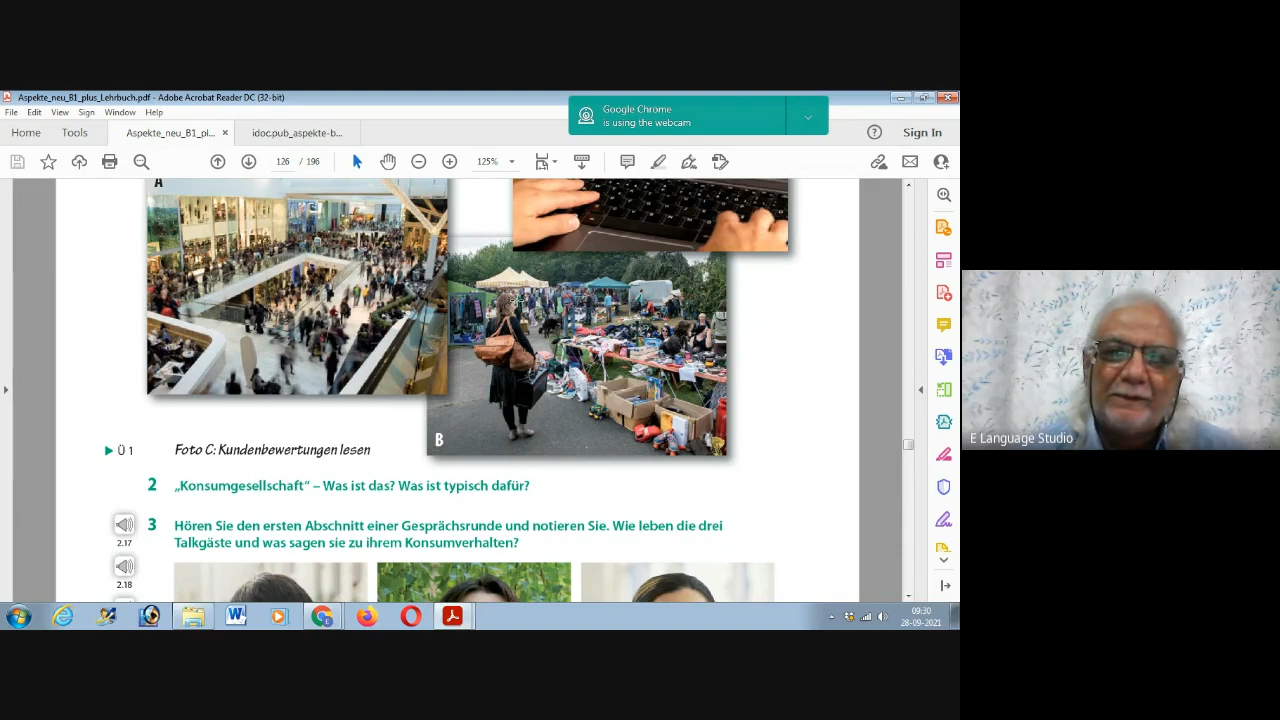 Aspekte_neu_B1_plus_Lehrbuch.pdf - Adobe Acrobat Reader DC (32-bit)
File Edit View Sign Window Help
Google Chrome
is using the webcam
Home Tools Aspekte_neu_B1_pl... × idoc.pub_aspekte-b... Sign In
126 / 196 125%
A
B
Ü 1 Foto C: Kundenbewertungen lesen
2 „Konsumgesellschaft“ – Was ist das? Was ist typisch dafür?
3 Hören Sie den ersten Abschnitt einer Gesprächsrunde und notieren Sie. Wie leben die drei
2.17 Talkgäste und was sagen sie zu ihrem Konsumverhalten?
2.18
E Language Studio
09:30
28-09-2021